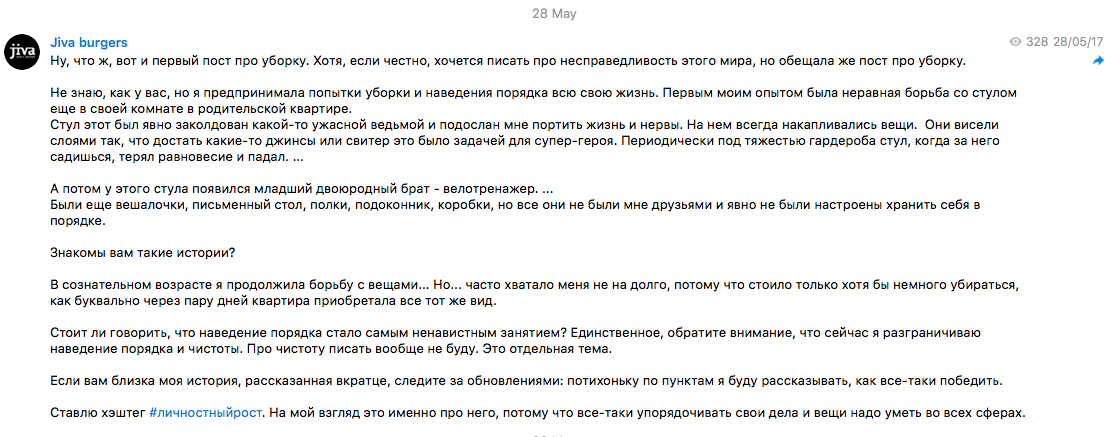 28 May
jiva
Jiva burgers
328 28/05/17
Ну, что ж, вот и первый пост про уборку. Хотя, если честно, хочется писать про несправедливость этого мира, но обещала же пост про уборку.
Не знаю, как у вас, но я предпринимала попытки уборки и наведения порядка всю свою жизнь. Первым моим опытом была неравная борьба со стулом
еще в своей комнате в родительской квартире.
Стул этот был явно заколдован какой-то ужасной ведьмой и подослан мне портить жизнь и нервы. На нем всегда накапливались вещи.  Они висели
слоями так, что достать какие-то джинсы или свитер это было задачей для супер-героя. Периодически под тяжестью гардероба стул, когда за него
садишься, терял равновесие и падал. ...
А потом у этого стула появился младший двоюродный брат - велотренажер. ...
Были еще вешалочки, письменный стол, полки, подоконник, коробки, но все они не были мне друзьями и явно не были настроены хранить себя в
порядке.
Знакомы вам такие истории?
В сознательном возрасте я продолжила борьбу с вещами... Но... часто хватало меня не на долго, потому что стоило только хотя бы немного убираться,
как буквально через пару дней квартира приобретала все тот же вид.
Стоит ли говорить, что наведение порядка стало самым ненавистным занятием? Единственное, обратите внимание, что сейчас я разграничиваю
наведение порядка и чистоты. Про чистоту писать вообще не буду. Это отдельная тема.
Если вам близка моя история, рассказанная вкратце, следите за обновлениями: потихоньку по пунктам я буду рассказывать, как все-таки победить.
Ставлю хэштег #личностныйрост. На мой взгляд это именно про него, потому что все-таки упорядочивать свои дела и вещи надо уметь во всех сферах.